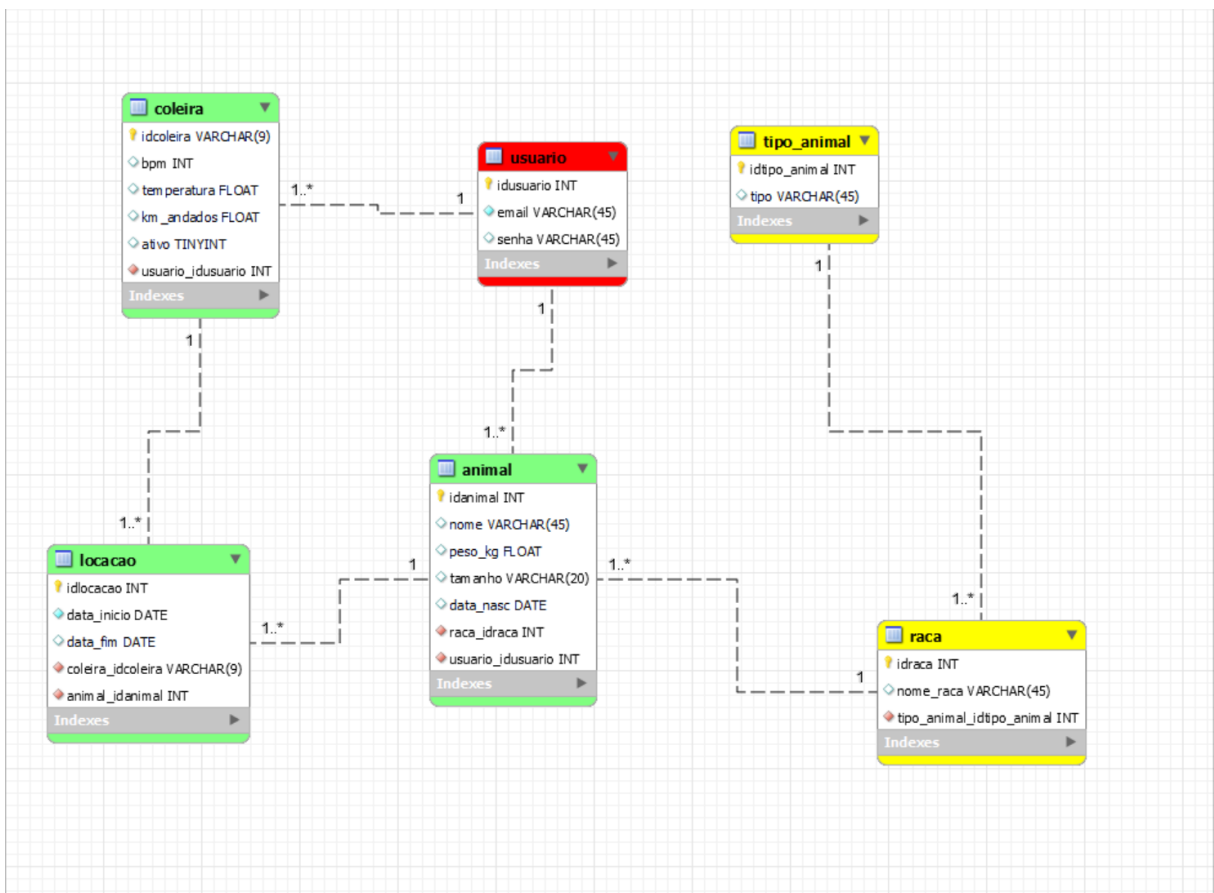 coleira
idcoleira VARCHAR(9)
bpm INT
temperatura FLOAT
km_andados FLOAT
ativo TINYINT
usuario_idusuario INT
Indexes
1..*
1
usuario
idusuario INT
email VARCHAR(45)
senha VARCHAR(45)
Indexes
tipo_animal
idtipo_animal INT
tipo VARCHAR(45)
Indexes
1
1
1
1..*
1..*
animal
idanimal INT
nome VARCHAR(45)
peso_kg FLOAT
tamanho VARCHAR(20)
data_nasc DATE
raca_idraca INT
usuario_idusuario INT
Indexes
locacao
idlocacao INT
data_inicio DATE
data_fim DATE
coleira_idcoleira VARCHAR(9)
animal_idanimal INT
Indexes
1
1..*
1..*
1
1..*
raca
idraca INT
nome_raca VARCHAR(45)
tipo_animal_idtipo_animal INT
Indexes